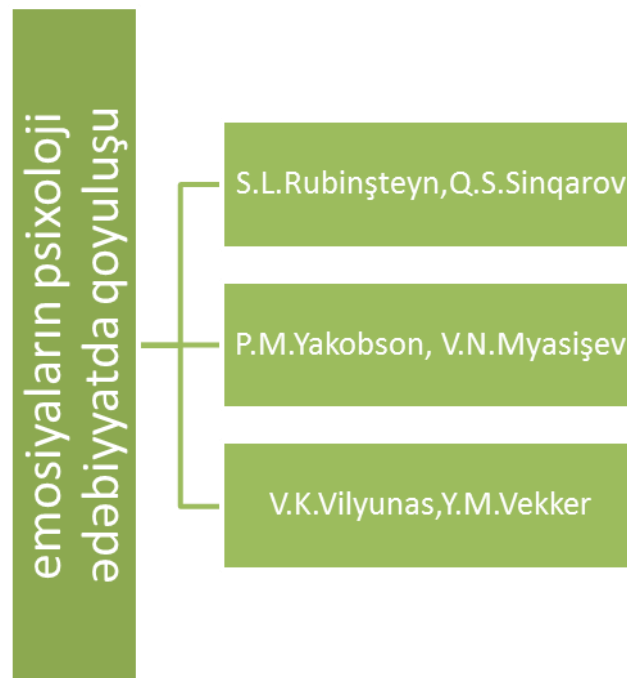 emosiyaların psixoloji
ədəbiyyatda qoyuluşu
S.L.Rubinşteyn,Q.S.Sinqarov
P.M.Yakobson, V.N.Myasişev
V.K.Vilyunas,Y.M.Vekker